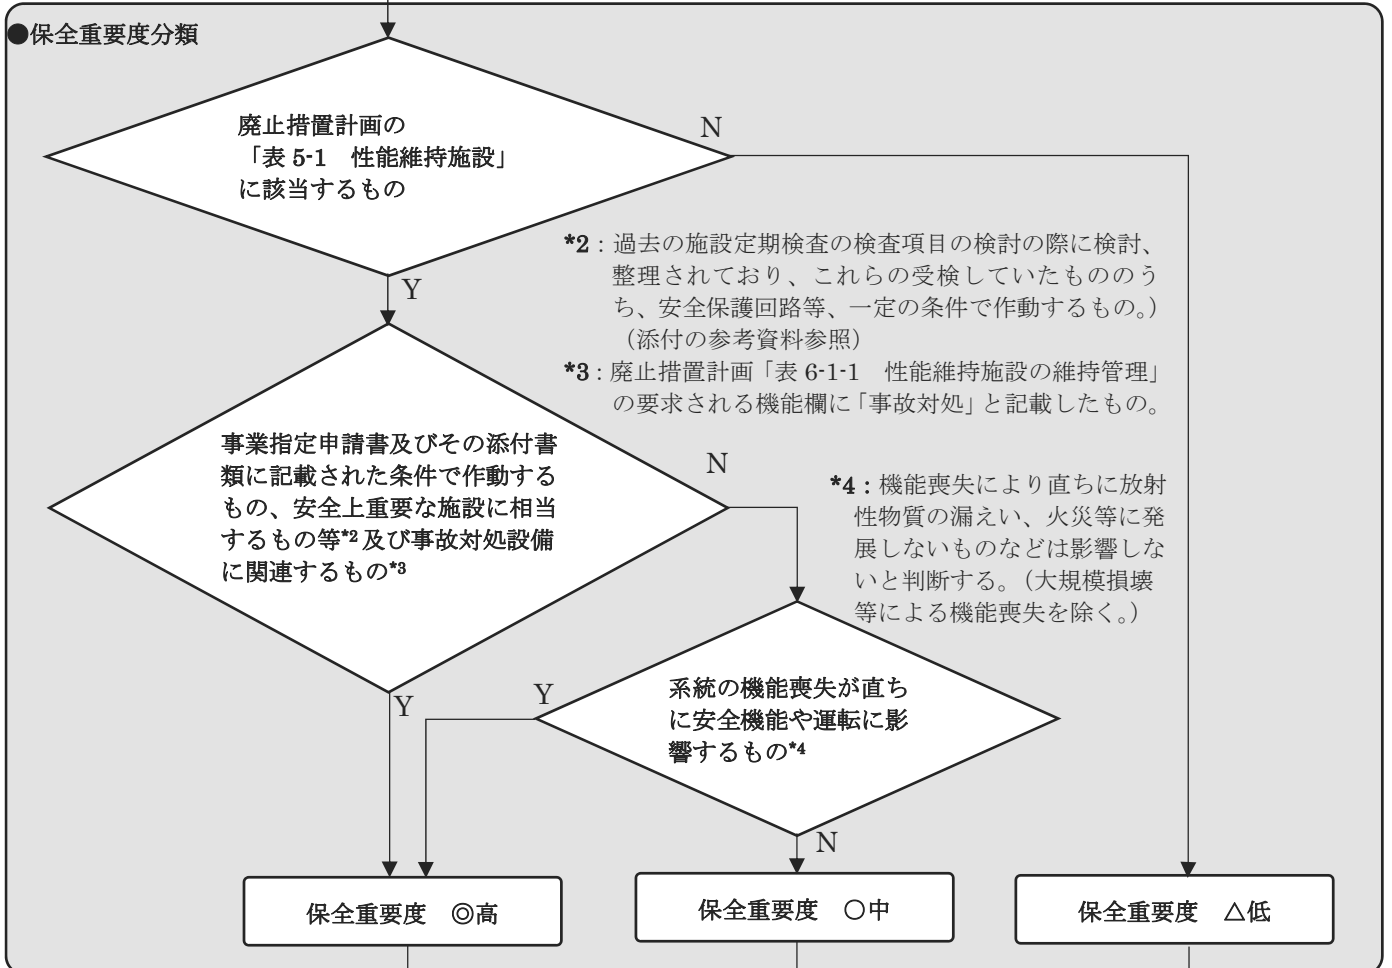 ●保全重要度分類
廃止措置計画の
「表 5-1　性能維持施設」
に該当するもの
N
Y
*2：過去の施設定期検査の検査項目の検討の際に検討、
整理されており、これらの受検していたもののう
ち、安全保護回路等、一定の条件で作動するもの。）
（添付の参考資料参照）
*3：廃止措置計画「表 6-1-1　性能維持施設の維持管理」
の要求される機能欄に「事故対処」と記載したもの。
事業指定申請書及びその添付書
類に記載された条件で作動する
もの、安全上重要な施設に相当
するもの等*2 及び事故対処設備
に関連するもの*3
N
Y
*4：機能喪失により直ちに放射
性物質の漏えい、火災等に発
展しないものなどは影響しな
いと判断する。（大規模損壊
等による機能喪失を除く。）
系統の機能喪失が直ち
に安全機能や運転に影
響するもの*4
Y
N
保全重要度　◎高
保全重要度　○中
保全重要度　△低